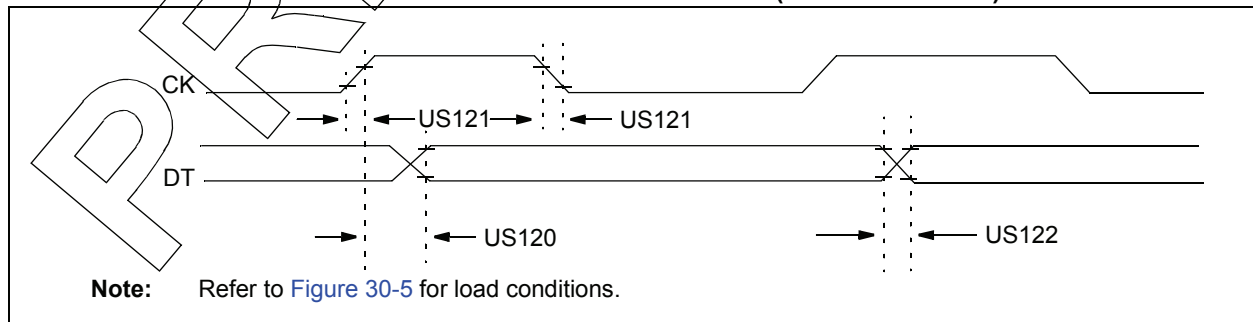 CK
US121 US121
DT
US120 US122
Note: Refer to Figure 30-5 for load conditions.